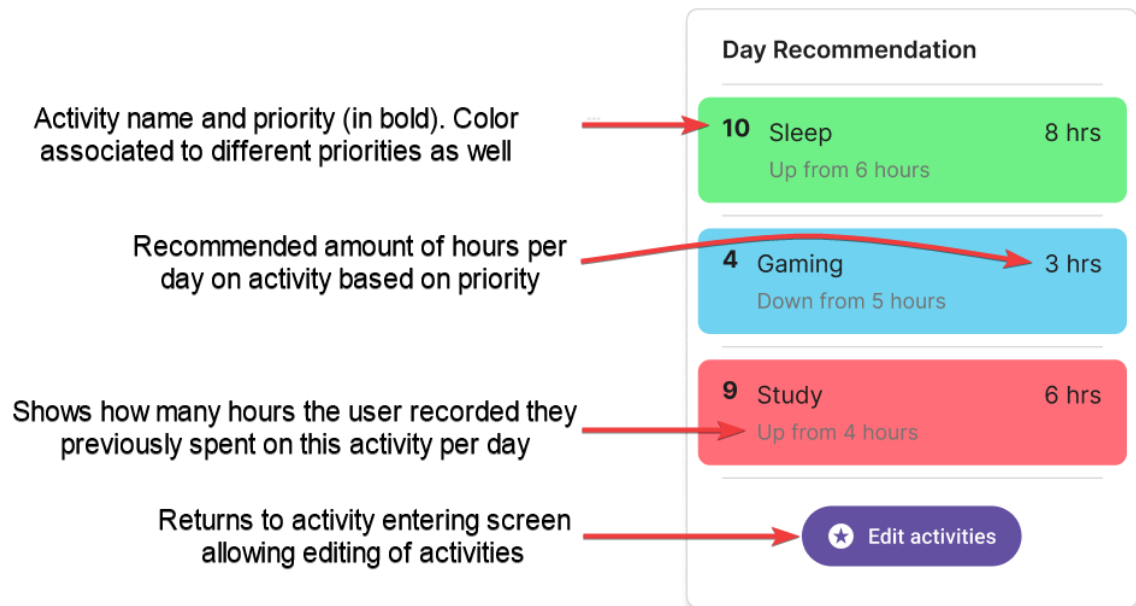 Day Recommendation
Activity name and priority (in bold). Color
associated to different priorities as well
10 Sleep 8 hrs
Up from 6 hours
Recommended amount of hours per
day on activity based on priority
4 Gaming 3 hrs
Down from 5 hours
Shows how many hours the user recorded they
previously spent on this activity per day
9 Study 6 hrs
Up from 4 hours
Returns to activity entering screen
allowing editing of activities
Edit activities